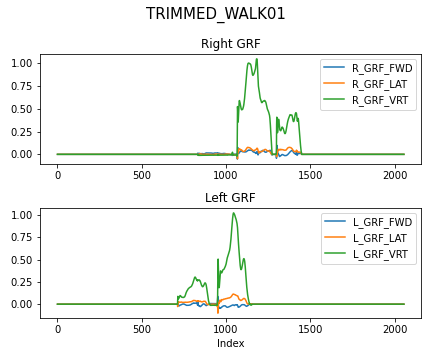 TRIMMED_WALK01
Right GRF
1.00
0.75
0.50
0.25
0.00
R_GRF_FWD
R_GRF_LAT
R_GRF_VRT
0 500 1000 1500 2000
Left GRF
1.00
0.75
0.50
0.25
0.00
L_GRF_FWD
L_GRF_LAT
L_GRF_VRT
0 500 1000 1500 2000
Index